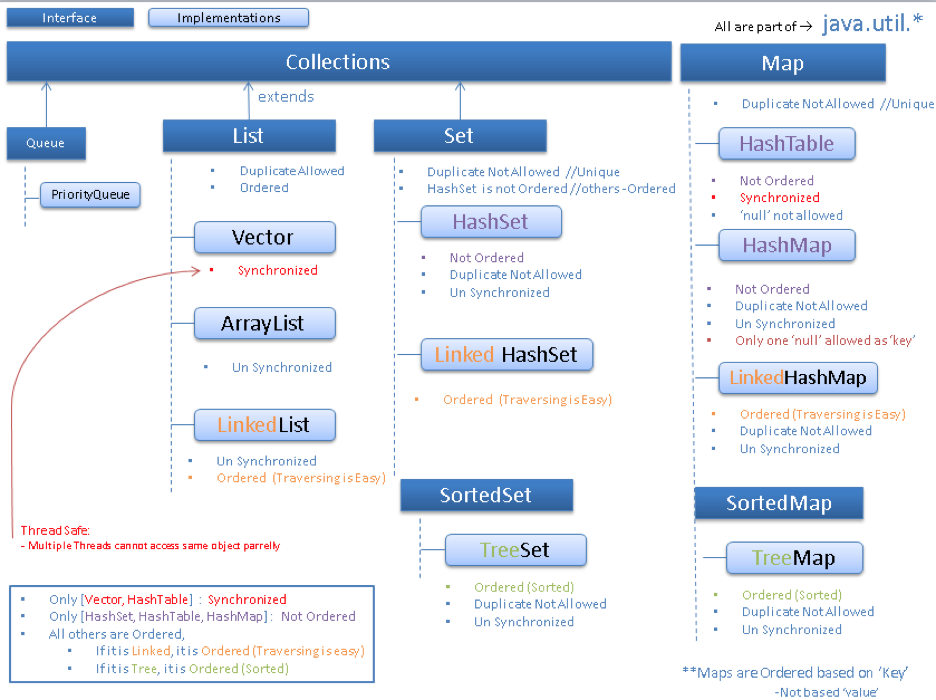 Interface
Implementations
All are part of → java.util.*
Collections
Map
extends
Queue
PriorityQueue
List
Duplicate Allowed
Ordered
Vector
Synchronized
ArrayList
Un Synchronized
LinkedList
Un Synchronized
Ordered (Traversing is Easy)
Set
Duplicate Not Allowed //Unique
HashSet is not Ordered //others -Ordered
HashSet
Not Ordered
Duplicate Not Allowed
Un Synchronized
Linked HashSet
Ordered (Traversing is Easy)
SortedSet
TreeSet
Ordered (Sorted)
Duplicate Not Allowed
Un Synchronized
Duplicate Not Allowed //Unique
HashTable
Not Ordered
Synchronized
‘null’ not allowed
HashMap
Not Ordered
Duplicate Not Allowed
Un Synchronized
Only one ‘null’ allowed as ‘key’
LinkedHashMap
Ordered (Traversing is Easy)
Duplicate Not Allowed
Un Synchronized
SortedMap
TreeMap
Ordered (Sorted)
Duplicate Not Allowed
Un Synchronized
Thread Safe:
- Multiple Threads cannot access same object parrelly
Only [Vector, HashTable] : Synchronized
Only [HashSet, HashTable, HashMap] : Not Ordered
All others are Ordered,
If it is Linked, it is Ordered (Traversing is easy)
If it is Tree, it is Ordered (Sorted)
**Maps are Ordered based on ‘Key’
-Not based ‘value’